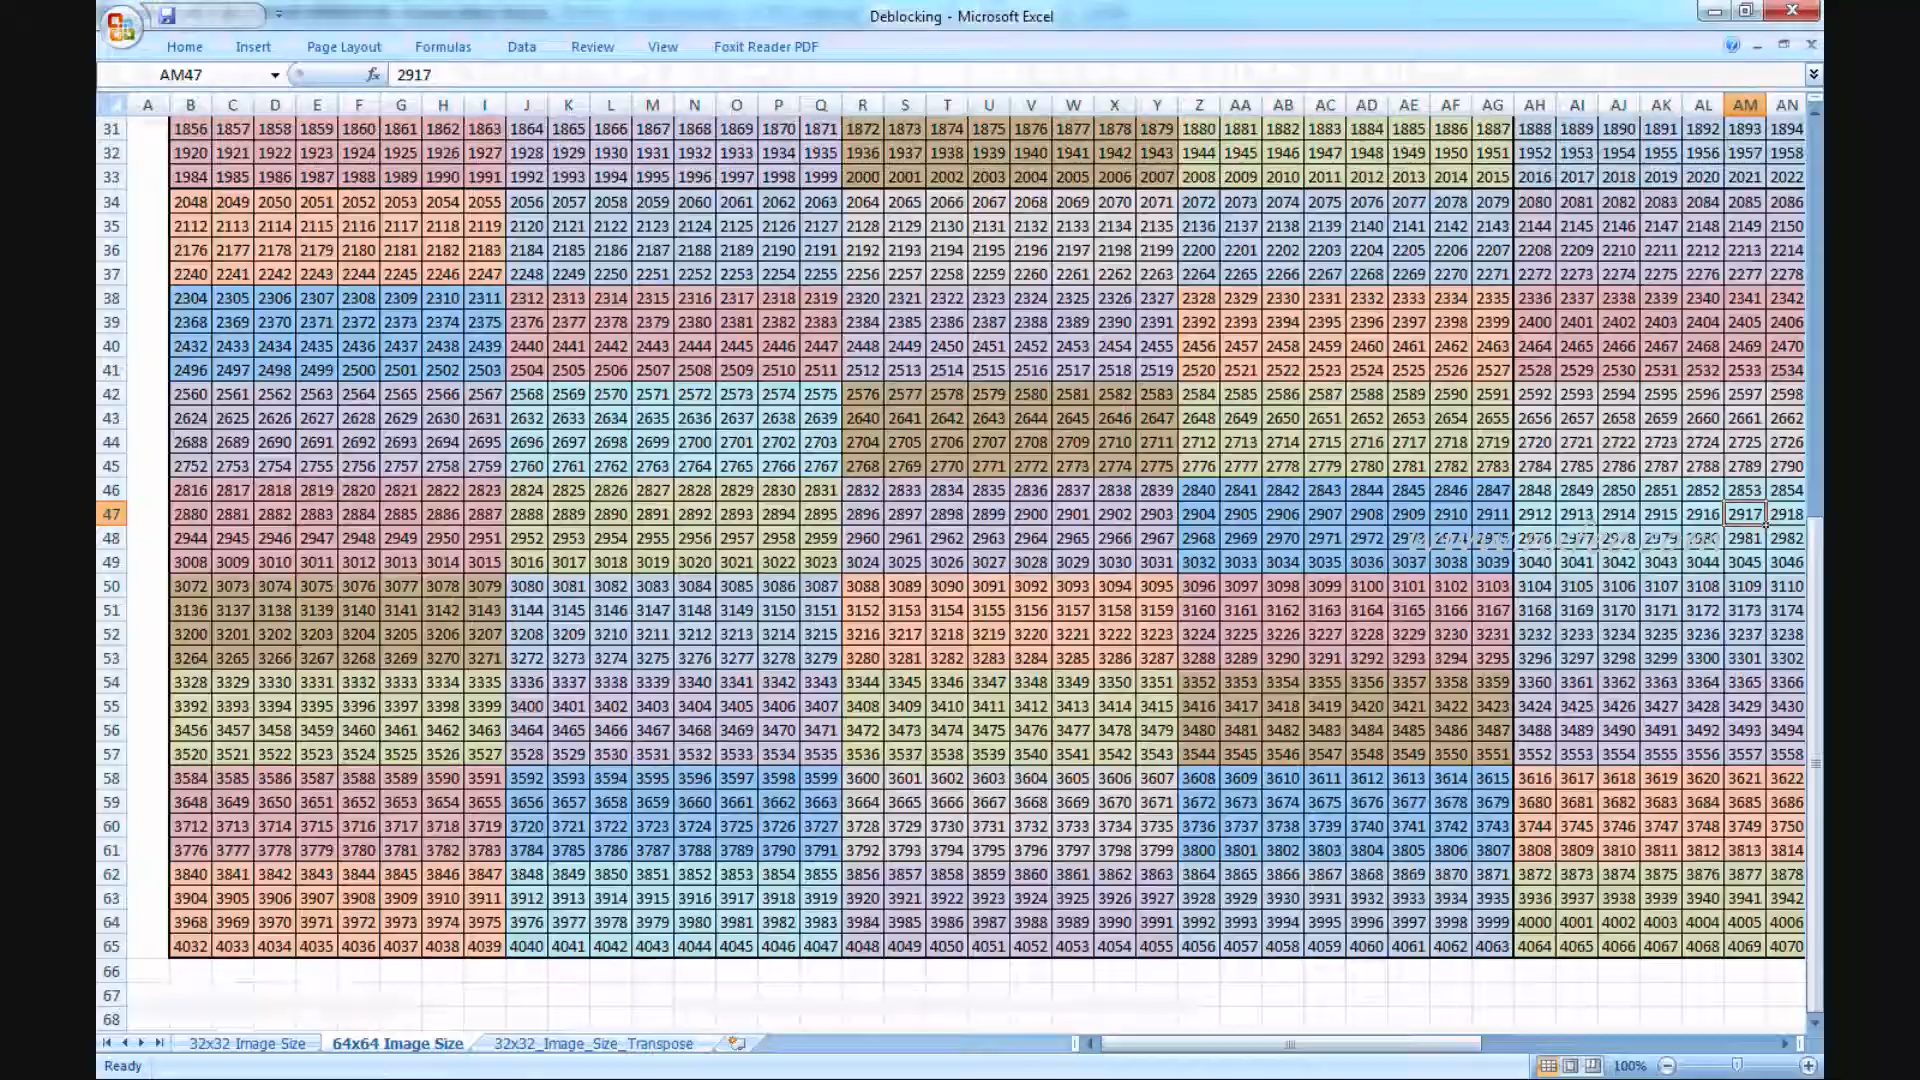 Deblocking - Microsoft Excel
Home Insert Page Layout Formulas Data Review View Foxit Reader PDF
AM47 fx 2917
A B C D E F G H I J K L M N O P Q R S T U V W X Y Z AA AB AC AD AE AF AG AH AI AJ AK AL AM AN
31 1856 1857 1858 1859 1860 1861 1862 1863 1864 1865 1866 1867 1868 1869 1870 1871 1872 1873 1874 1875 1876 1877 1878 1879 1880 1881 1882 1883 1884 1885 1886 1887 1888 1889 1890 1891 1892 1893 1894
32 1920 1921 1922 1923 1924 1925 1926 1927 1928 1929 1930 1931 1932 1933 1934 1935 1936 1937 1938 1939 1940 1941 1942 1943 1944 1945 1946 1947 1948 1949 1950 1951 1952 1953 1954 1955 1956 1957 1958
33 1984 1985 1986 1987 1988 1989 1990 1991 1992 1993 1994 1995 1996 1997 1998 1999 2000 2001 2002 2003 2004 2005 2006 2007 2008 2009 2010 2011 2012 2013 2014 2015 2016 2017 2018 2019 2020 2021 2022
34 2048 2049 2050 2051 2052 2053 2054 2055 2056 2057 2058 2059 2060 2061 2062 2063 2064 2065 2066 2067 2068 2069 2070 2071 2072 2073 2074 2075 2076 2077 2078 2079 2080 2081 2082 2083 2084 2085 2086
35 2112 2113 2114 2115 2116 2117 2118 2119 2120 2121 2122 2123 2124 2125 2126 2127 2128 2129 2130 2131 2132 2133 2134 2135 2136 2137 2138 2139 2140 2141 2142 2143 2144 2145 2146 2147 2148 2149 2150
36 2176 2177 2178 2179 2180 2181 2182 2183 2184 2185 2186 2187 2188 2189 2190 2191 2192 2193 2194 2195 2196 2197 2198 2199 2200 2201 2202 2203 2204 2205 2206 2207 2208 2209 2210 2211 2212 2213 2214
37 2240 2241 2242 2243 2244 2245 2246 2247 2248 2249 2250 2251 2252 2253 2254 2255 2256 2257 2258 2259 2260 2261 2262 2263 2264 2265 2266 2267 2268 2269 2270 2271 2272 2273 2274 2275 2276 2277 2278
38 2304 2305 2306 2307 2308 2309 2310 2311 2312 2313 2314 2315 2316 2317 2318 2319 2320 2321 2322 2323 2324 2325 2326 2327 2328 2329 2330 2331 2332 2333 2334 2335 2336 2337 2338 2339 2340 2341 2342
39 2368 2369 2370 2371 2372 2373 2374 2375 2376 2377 2378 2379 2380 2381 2382 2383 2384 2385 2386 2387 2388 2389 2390 2391 2392 2393 2394 2395 2396 2397 2398 2399 2400 2401 2402 2403 2404 2405 2406
40 2432 2433 2434 2435 2436 2437 2438 2439 2440 2441 2442 2443 2444 2445 2446 2447 2448 2449 2450 2451 2452 2453 2454 2455 2456 2457 2458 2459 2460 2461 2462 2463 2464 2465 2466 2467 2468 2469 2470
41 2496 2497 2498 2499 2500 2501 2502 2503 2504 2505 2506 2507 2508 2509 2510 2511 2512 2513 2514 2515 2516 2517 2518 2519 2520 2521 2522 2523 2524 2525 2526 2527 2528 2529 2530 2531 2532 2533 2534
42 2560 2561 2562 2563 2564 2565 2566 2567 2568 2569 2570 2571 2572 2573 2574 2575 2576 2577 2578 2579 2580 2581 2582 2583 2584 2585 2586 2587 2588 2589 2590 2591 2592 2593 2594 2595 2596 2597 2598
43 2624 2625 2626 2627 2628 2629 2630 2631 2632 2633 2634 2635 2636 2637 2638 2639 2640 2641 2642 2643 2644 2645 2646 2647 2648 2649 2650 2651 2652 2653 2654 2655 2656 2657 2658 2659 2660 2661 2662
44 2688 2689 2690 2691 2692 2693 2694 2695 2696 2697 2698 2699 2700 2701 2702 2703 2704 2705 2706 2707 2708 2709 2710 2711 2712 2713 2714 2715 2716 2717 2718 2719 2720 2721 2722 2723 2724 2725 2726
45 2752 2753 2754 2755 2756 2757 2758 2759 2760 2761 2762 2763 2764 2765 2766 2767 2768 2769 2770 2771 2772 2773 2774 2775 2776 2777 2778 2779 2780 2781 2782 2783 2784 2785 2786 2787 2788 2789 2790
46 2816 2817 2818 2819 2820 2821 2822 2823 2824 2825 2826 2827 2828 2829 2830 2831 2832 2833 2834 2835 2836 2837 2838 2839 2840 2841 2842 2843 2844 2845 2846 2847 2848 2849 2850 2851 2852 2853 2854
47 2880 2881 2882 2883 2884 2885 2886 2887 2888 2889 2890 2891 2892 2893 2894 2895 2896 2897 2898 2899 2900 2901 2902 2903 2904 2905 2906 2907 2908 2909 2910 2911 2912 2913 2914 2915 2916 2917 2918
48 2944 2945 2946 2947 2948 2949 2950 2951 2952 2953 2954 2955 2956 2957 2958 2959 2960 2961 2962 2963 2964 2965 2966 2967 2968 2969 2970 2971 2972 2981 2982
49 3008 3009 3010 3011 3012 3013 3014 3015 3016 3017 3018 3019 3020 3021 3022 3023 3024 3025 3026 3027 3028 3029 3030 3031 3032 3033 3034 3035 3036 3037 3038 3039 3040 3041 3042 3043 3044 3045 3046
50 3072 3073 3074 3075 3076 3077 3078 3079 3080 3081 3082 3083 3084 3085 3086 3087 3088 3089 3090 3091 3092 3093 3094 3095 3096 3097 3098 3099 3100 3101 3102 3103 3104 3105 3106 3107 3108 3109 3110
51 3136 3137 3138 3139 3140 3141 3142 3143 3144 3145 3146 3147 3148 3149 3150 3151 3152 3153 3154 3155 3156 3157 3158 3159 3160 3161 3162 3163 3164 3165 3166 3167 3168 3169 3170 3171 3172 3173 3174
52 3200 3201 3202 3203 3204 3205 3206 3207 3208 3209 3210 3211 3212 3213 3214 3215 3216 3217 3218 3219 3220 3221 3222 3223 3224 3225 3226 3227 3228 3229 3230 3231 3232 3233 3234 3235 3236 3237 3238
53 3264 3265 3266 3267 3268 3269 3270 3271 3272 3273 3274 3275 3276 3277 3278 3279 3280 3281 3282 3283 3284 3285 3286 3287 3288 3289 3290 3291 3292 3293 3294 3295 3296 3297 3298 3299 3300 3301 3302
54 3328 3329 3330 3331 3332 3333 3334 3335 3336 3337 3338 3339 3340 3341 3342 3343 3344 3345 3346 3347 3348 3349 3350 3351 3352 3353 3354 3355 3356 3357 3358 3359 3360 3361 3362 3363 3364 3365 3366
55 3392 3393 3394 3395 3396 3397 3398 3399 3400 3401 3402 3403 3404 3405 3406 3407 3408 3409 3410 3411 3412 3413 3414 3415 3416 3417 3418 3419 3420 3421 3422 3423 3424 3425 3426 3427 3428 3429 3430
56 3456 3457 3458 3459 3460 3461 3462 3463 3464 3465 3466 3467 3468 3469 3470 3471 3472 3473 3474 3475 3476 3477 3478 3479 3480 3481 3482 3483 3484 3485 3486 3487 3488 3489 3490 3491 3492 3493 3494
57 3520 3521 3522 3523 3524 3525 3526 3527 3528 3529 3530 3531 3532 3533 3534 3535 3536 3537 3538 3539 3540 3541 3542 3543 3544 3545 3546 3547 3548 3549 3550 3551 3552 3553 3554 3555 3556 3557 3558
58 3584 3585 3586 3587 3588 3589 3590 3591 3592 3593 3594 3595 3596 3597 3598 3599 3600 3601 3602 3603 3604 3605 3606 3607 3608 3609 3610 3611 3612 3613 3614 3615 3616 3617 3618 3619 3620 3621 3622
59 3648 3649 3650 3651 3652 3653 3654 3655 3656 3657 3658 3659 3660 3661 3662 3663 3664 3665 3666 3667 3668 3669 3670 3671 3672 3673 3674 3675 3676 3677 3678 3679 3680 3681 3682 3683 3684 3685 3686
60 3712 3713 3714 3715 3716 3717 3718 3719 3720 3721 3722 3723 3724 3725 3726 3727 3728 3729 3730 3731 3732 3733 3734 3735 3736 3737 3738 3739 3740 3741 3742 3743 3744 3745 3746 3747 3748 3749 3750
61 3776 3777 3778 3779 3780 3781 3782 3783 3784 3785 3786 3787 3788 3789 3790 3791 3792 3793 3794 3795 3796 3797 3798 3799 3800 3801 3802 3803 3804 3805 3806 3807 3808 3809 3810 3811 3812 3813 3814
62 3840 3841 3842 3843 3844 3845 3846 3847 3848 3849 3850 3851 3852 3853 3854 3855 3856 3857 3858 3859 3860 3861 3862 3863 3864 3865 3866 3867 3868 3869 3870 3871 3872 3873 3874 3875 3876 3877 3878
63 3904 3905 3906 3907 3908 3909 3910 3911 3912 3913 3914 3915 3916 3917 3918 3919 3920 3921 3922 3923 3924 3925 3926 3927 3928 3929 3930 3931 3932 3933 3934 3935 3936 3937 3938 3939 3940 3941 3942
64 3968 3969 3970 3971 3972 3973 3974 3975 3976 3977 3978 3979 3980 3981 3982 3983 3984 3985 3986 3987 3988 3989 3990 3991 3992 3993 3994 3995 3996 3997 3998 3999 4000 4001 4002 4003 4004 4005 4006
65 4032 4033 4034 4035 4036 4037 4038 4039 4040 4041 4042 4043 4044 4045 4046 4047 4048 4049 4050 4051 4052 4053 4054 4055 4056 4057 4058 4059 4060 4061 4062 4063 4064 4065 4066 4067 4068 4069 4070
66
67
68
32x32 Image Size 64x64 Image Size 32x32_Image_Size_Transpose
Ready 100%